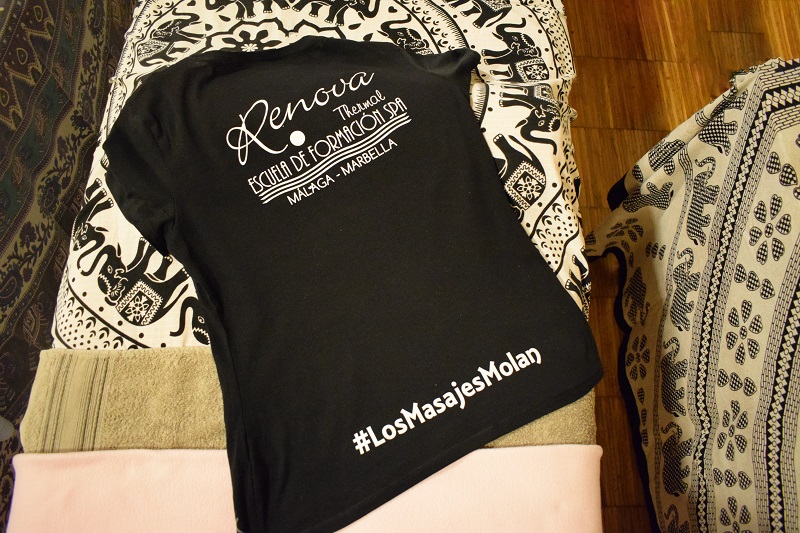 Renova
Thermal
ESCUELA DE FORMACIÓN SPA
MÁLAGA - MARBELLA
#LosMasajesMolan